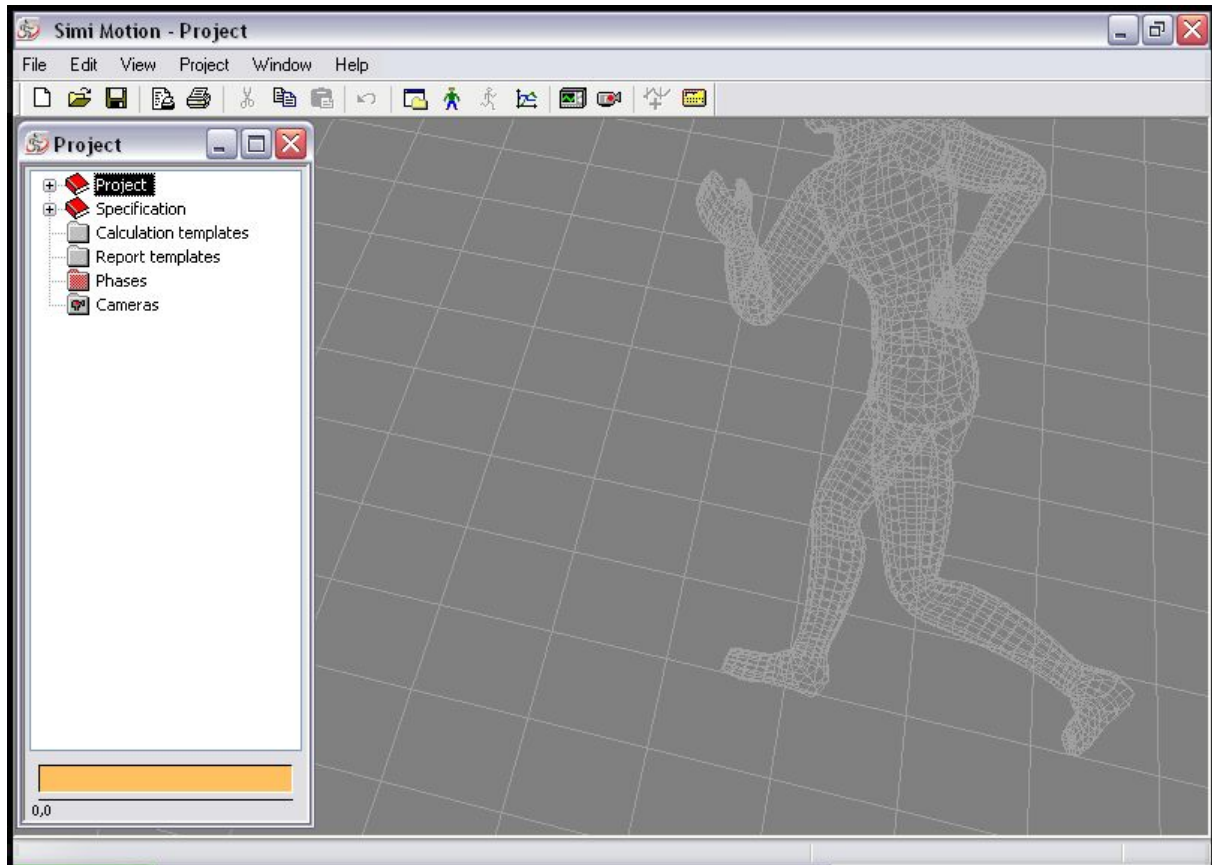 Simi Motion - Project
File Edit View Project Window Help
Project
Project
Specification
Calculation templates
Report templates
Phases
Cameras
0,0